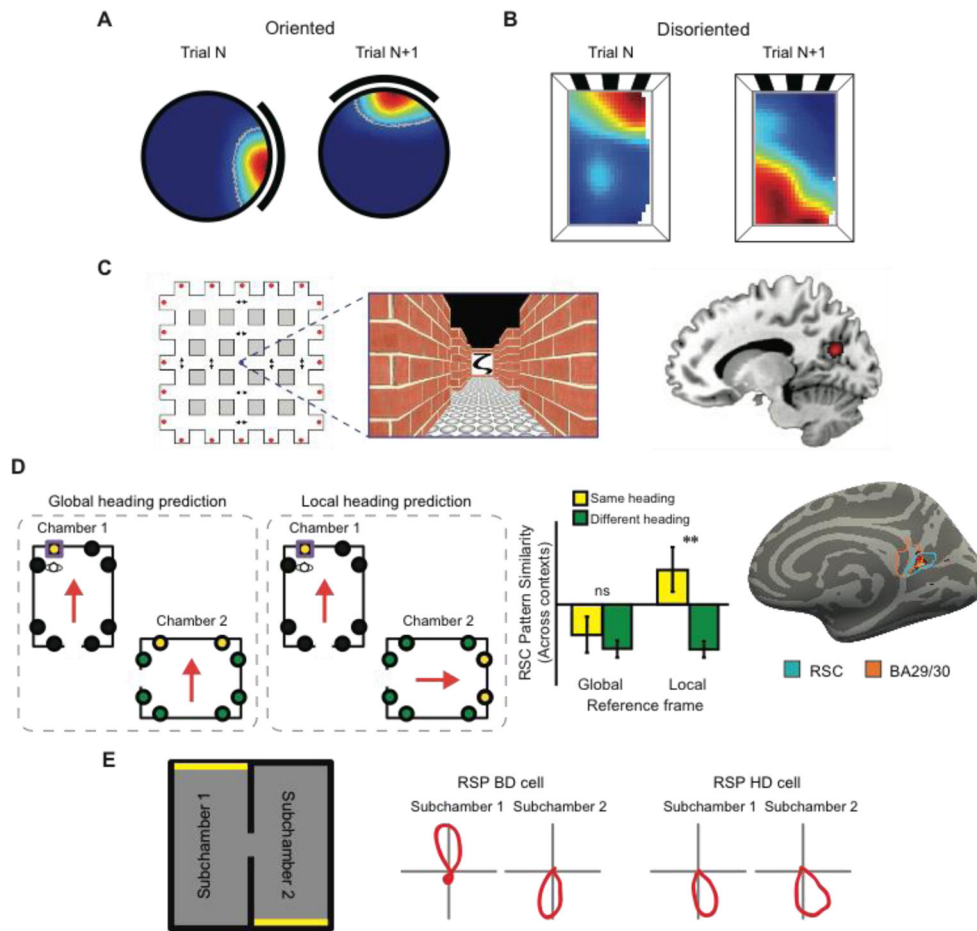 A
Oriented
Trial N
Trial N+1
B
Disoriented
Trial N
Trial N+1
C
D
Global heading prediction
Chamber 1
Chamber 2
Local heading prediction
Chamber 1
Chamber 2
Same heading
Different heading
RSC Pattern Similarity
(Across contexts)
ns
**
Global
Local
Reference frame
RSC
BA29/30
E
Subchamber 1
Subchamber 2
RSP BD cell
Subchamber 1
Subchamber 2
RSP HD cell
Subchamber 1
Subchamber 2